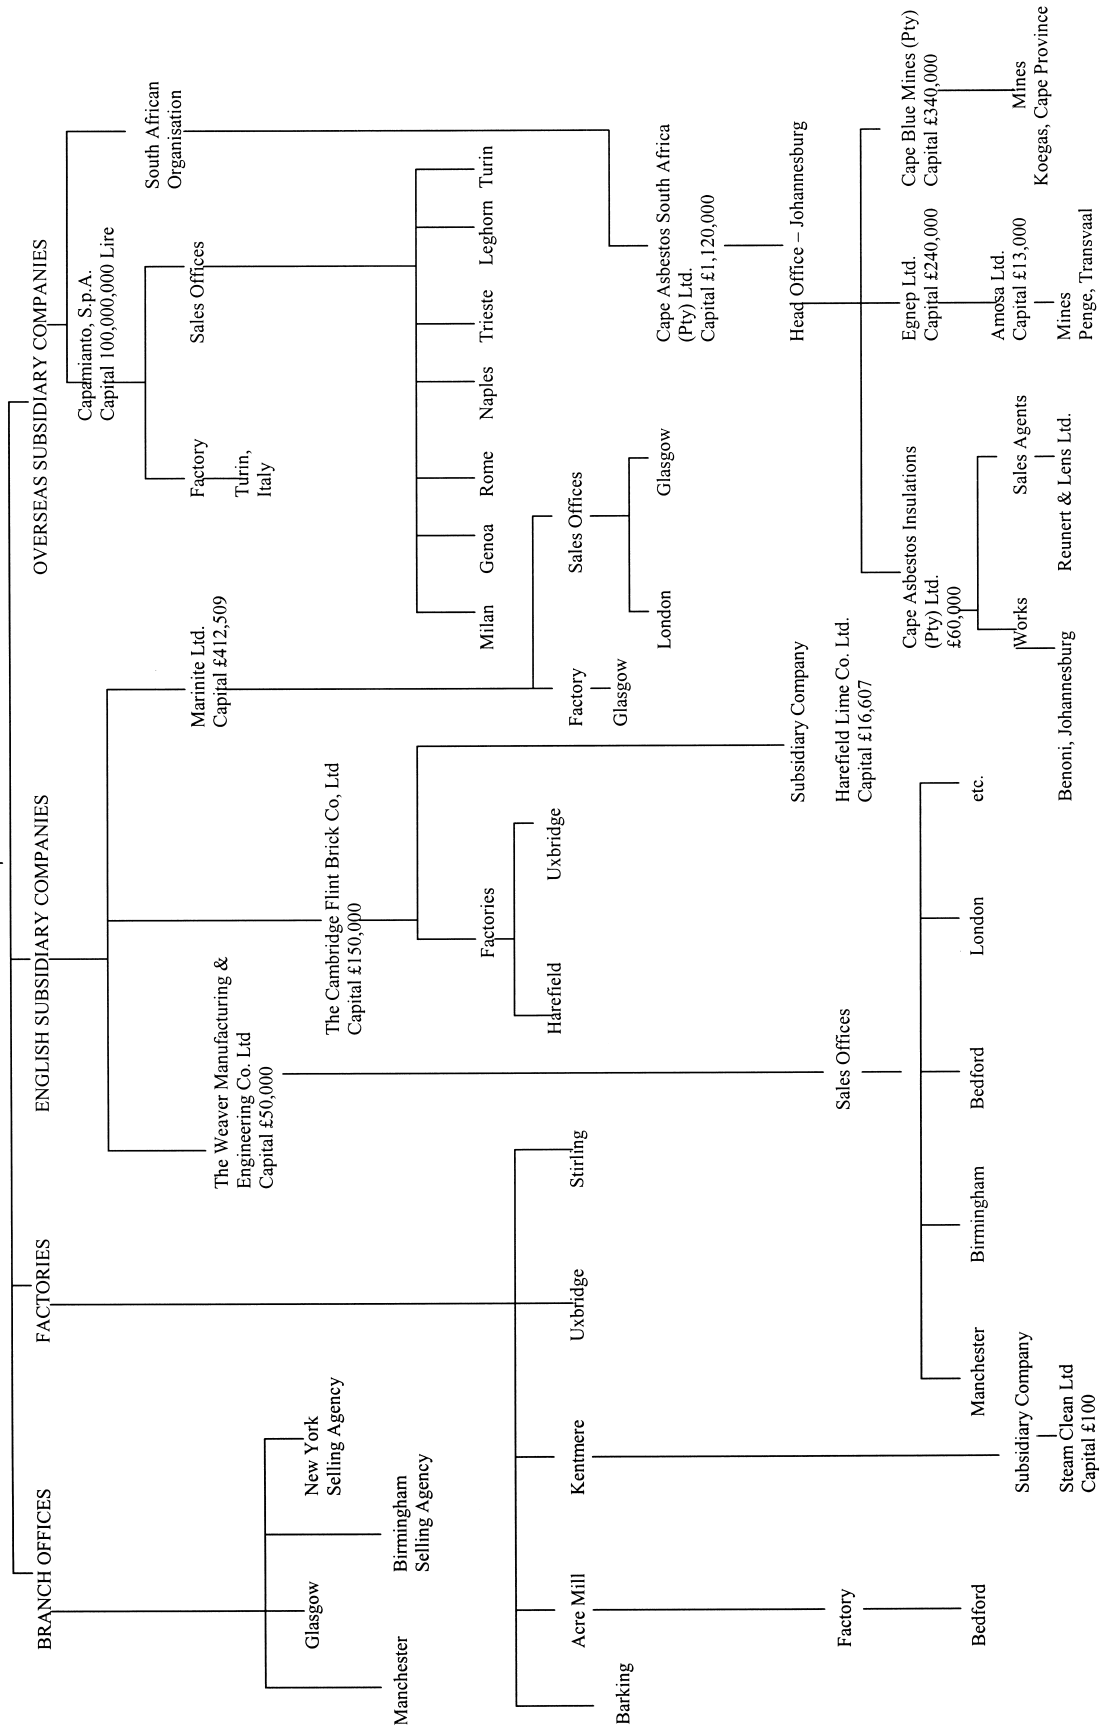 BRANCH OFFICES
FACTORIES
ENGLISH SUBSIDIARY COMPANIES
OVERSEAS SUBSIDIARY COMPANIES
Manchester
Glasgow
Birmingham
Selling Agency
New York
Selling Agency
Barking
Acre Mill
Factory
Bedford
Kentmere
Subsidiary Company
Steam Clean Ltd
Capital £100
Uxbridge
Stirling
The Weaver Manufacturing &
Engineering Co. Ltd
Capital £50,000
Sales Offices
Manchester
Birmingham
Bedford
London
etc.
The Cambridge Flint Brick Co, Ltd
Capital £150,000
Factories
Harefield
Uxbridge
Subsidiary Company
Harefield Lime Co. Ltd.
Capital £16,607
Marinite Ltd.
Capital £412,509
Factory
Glasgow
Sales Offices
London
Glasgow
Capamianto, S.p.A.
Capital 100,000,000 Lire
Factory
Turin,
Italy
Sales Offices
Milan
Genoa
Rome
Naples
Trieste
Leghorn
Turin
South African
Organisation
Cape Asbestos South Africa
(Pty) Ltd.
Capital £1,120,000
Head Office – Johannesburg
Cape Asbestos Insulations
(Pty) Ltd.
£60,000
Works
Benoni, Johannesburg
Sales Agents
Reunert & Lens Ltd.
Egnep Ltd.
Capital £240,000
Amosa Ltd.
Capital £13,000
Mines
Penge, Transvaal
Cape Blue Mines (Pty)
Capital £340,000
Mines
Koegas, Cape Province